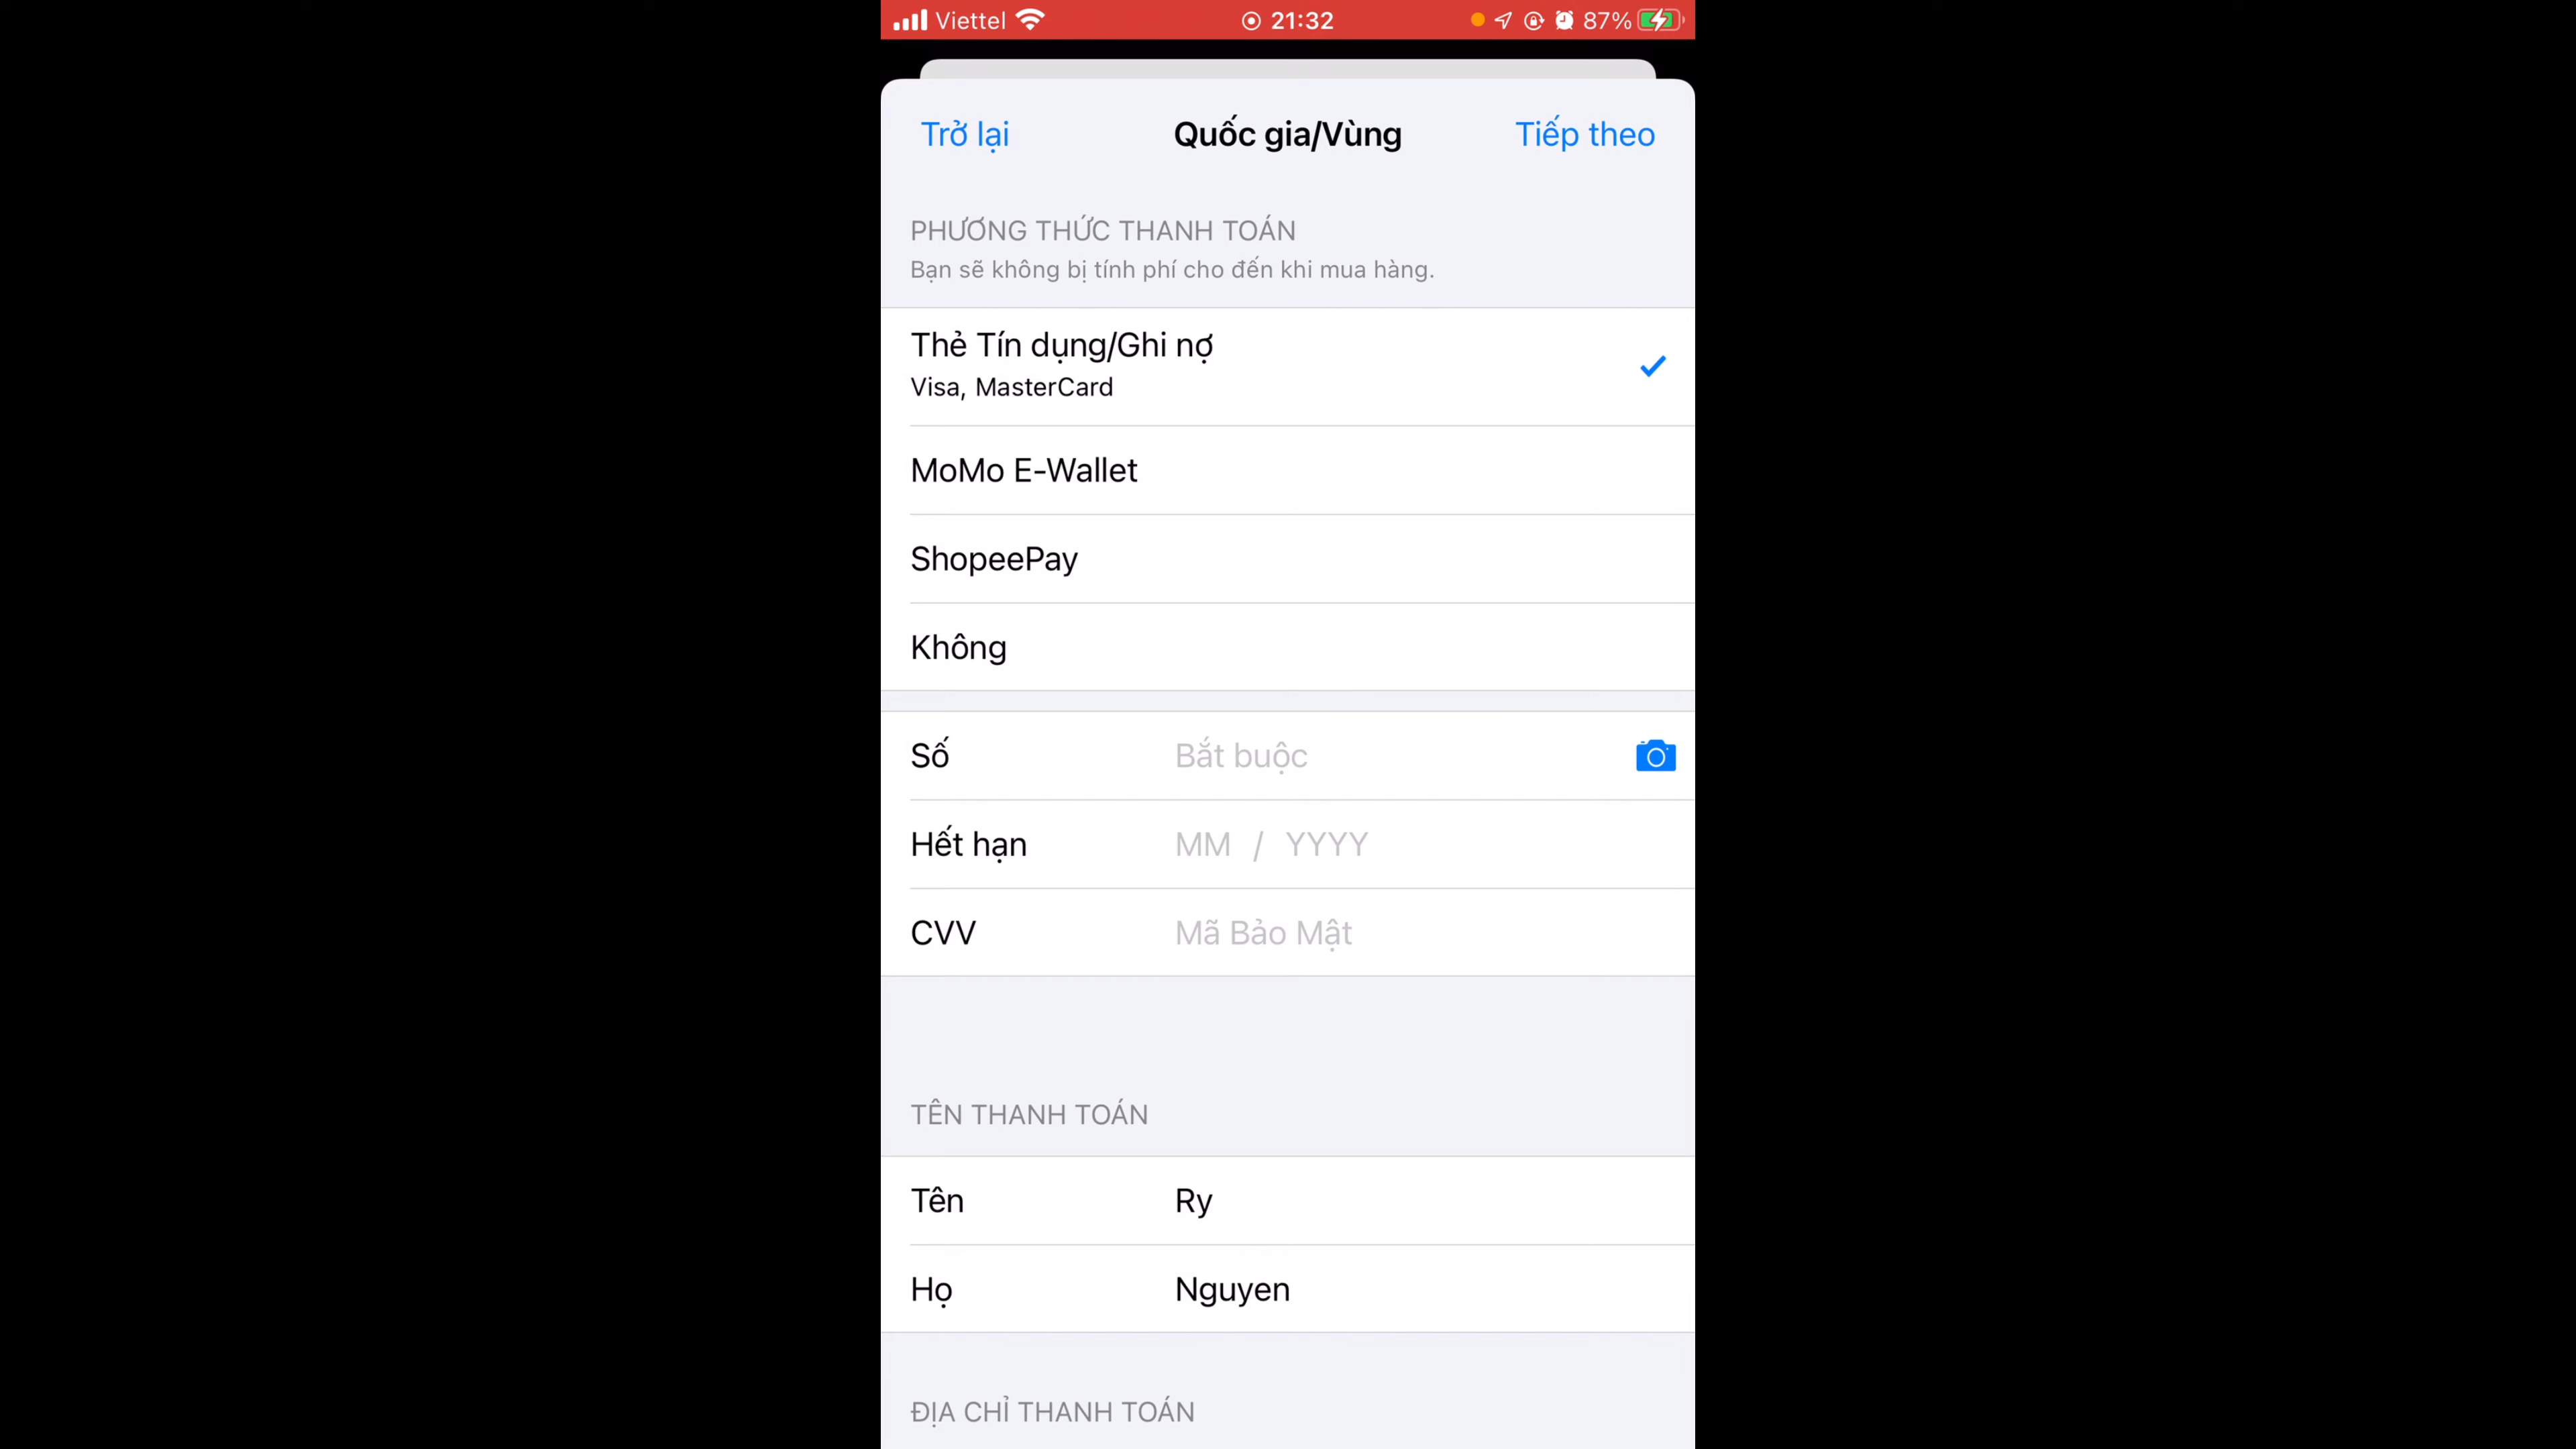 Viettel 21:32 87%
Trở lại Quốc gia/Vùng Tiếp theo
PHƯƠNG THỨC THANH TOÁN
Bạn sẽ không bị tính phí cho đến khi mua hàng.
Thẻ Tín dụng/Ghi nợ
Visa, MasterCard
MoMo E-Wallet
ShopeePay
Không
Số Bắt buộc
Hết hạn MM / YYYY
CVV Mã Bảo Mật
TÊN THANH TOÁN
Tên Ry
Họ Nguyen
ĐỊA CHỈ THANH TOÁN